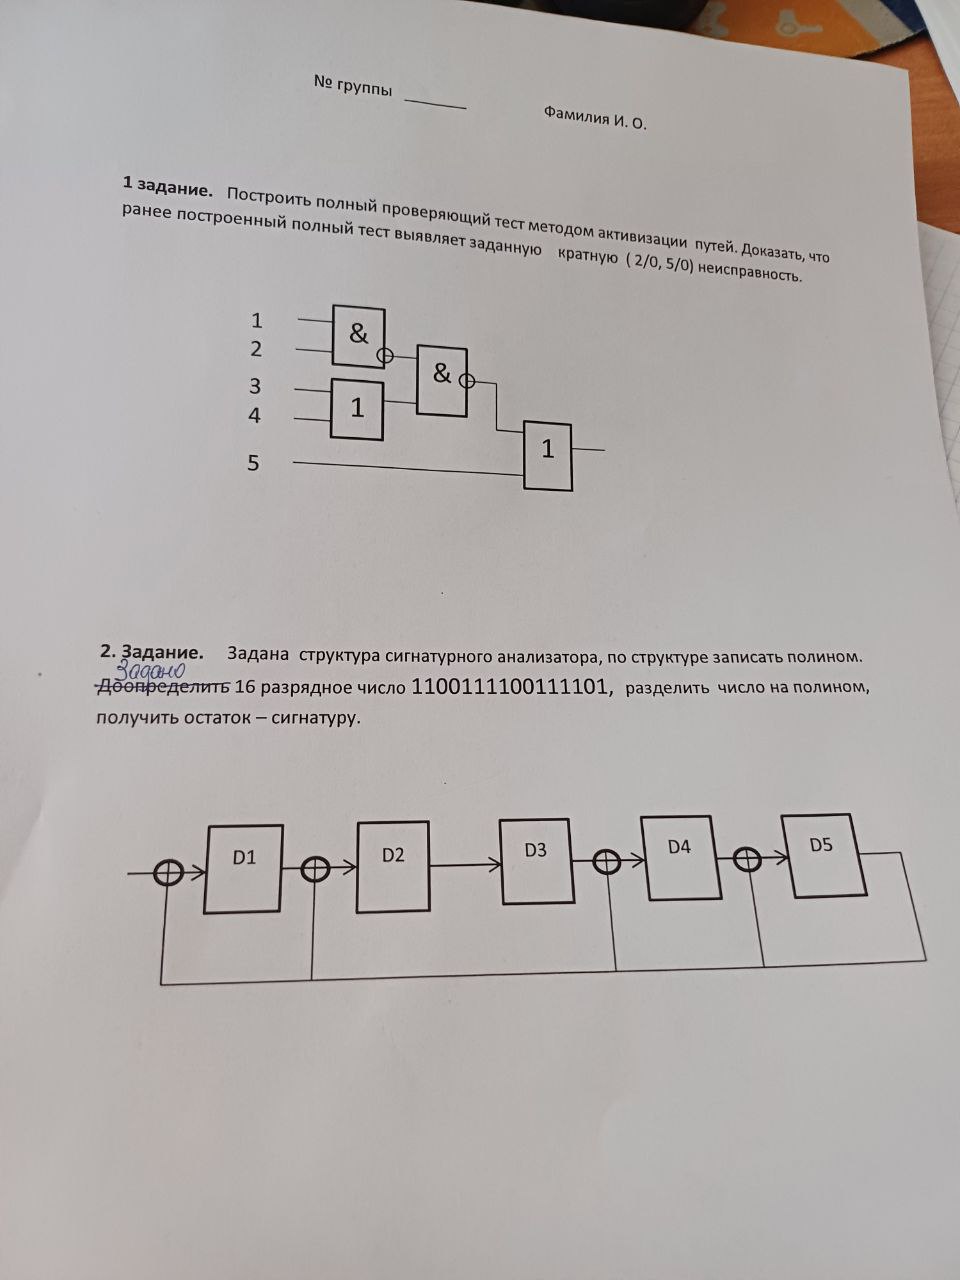 № группы ______ Фамилия И. О.
1 задание. Построить полный проверяющий тест методом активизации путей. Доказать, что
ранее построенный полный тест выявляет заданную кратную ( 2/0, 5/0) неисправность.
1
&
2
&
3
1
4
1
5
2. Задание. Задана структура сигнатурного анализатора, по структуре записать полином.
Задано
Доопределить 16 разрядное число 1100111100111101, разделить число на полином,
получить остаток – сигнатуру.
D1 D2 D3 D4 D5